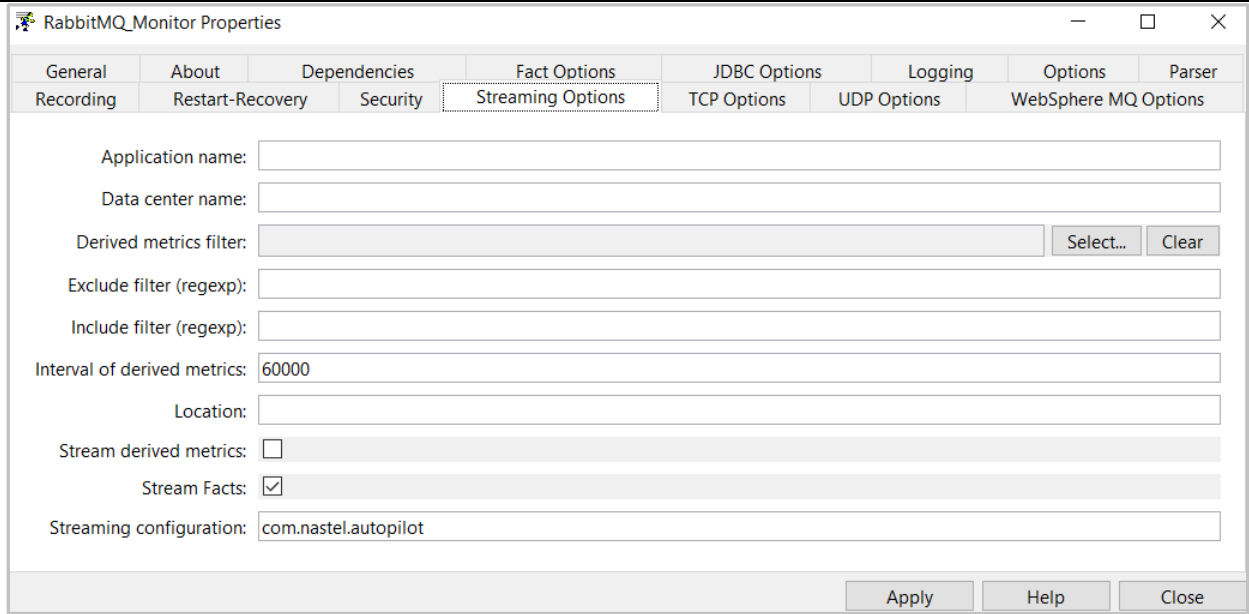 RabbitMQ_Monitor Properties
General About Dependencies Fact Options JDBC Options Logging Options Parser
Recording Restart-Recovery Security Streaming Options TCP Options UDP Options WebSphere MQ Options
Application name:
Data center name:
Derived metrics filter: Select... Clear
Exclude filter (regexp):
Include filter (regexp):
Interval of derived metrics: 60000
Location:
Stream derived metrics:
Stream Facts:
Streaming configuration: com.nastel.autopilot
Apply Help Close